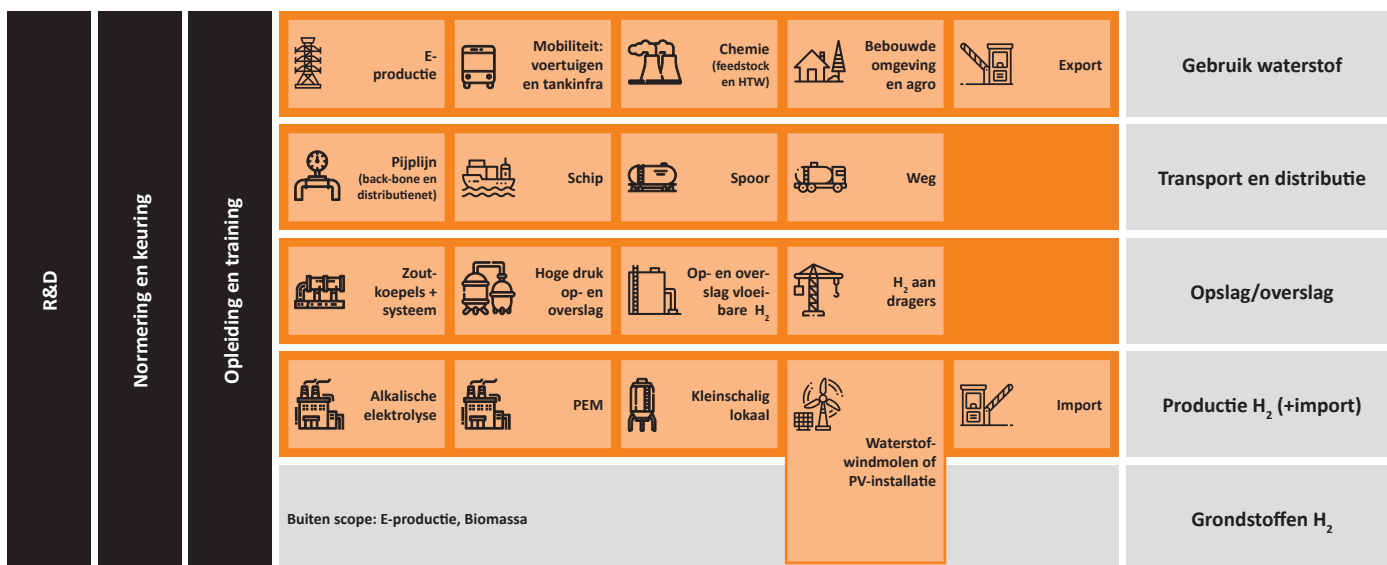 R&D
Normering en keuring
Opleiding en training
E-
productie
Mobiliteit:
voertuigen
en tankinfra
Chemie
(feedstock
en HTW)
Bebouwde
omgeving
en agro
Export
Gebruik waterstof
Pijplijn
(back-bone en
distributienet)
Schip
Spoor
Weg
Transport en distributie
Zout-
koepels +
systeem
Hoge druk
op- en
overslag
Op- en over-
slag vloei-
bare H₂
H₂ aan
dragers
Opslag/overslag
Alkalische
elektrolyse
PEM
Kleinschalig
lokaal
Waterstof-
windmolen of
PV-installatie
Import
Productie H₂ (+import)
Buiten scope: E-productie, Biomassa
Grondstoffen H₂